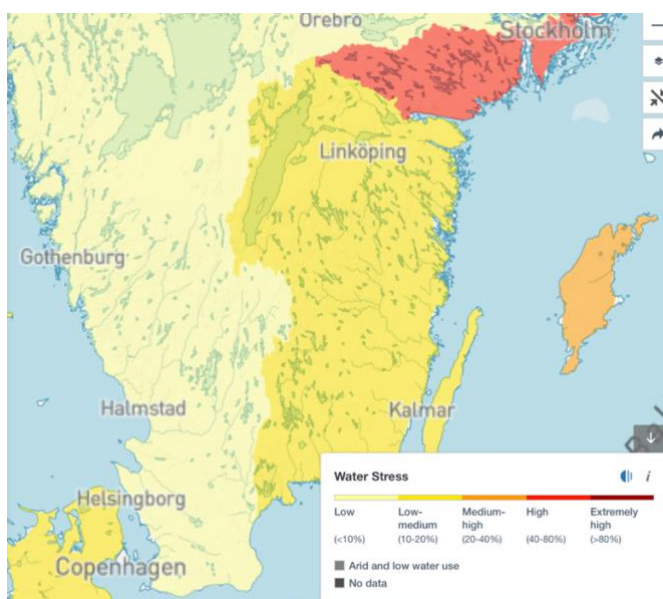 Örebro
Stockholm
Linköping
Gothenburg
Halmstad
Kalmar
Helsingborg
Copenhagen
Water Stress
i
Low Low-medium Medium-high High Extremely high
(<10%) (10-20%) (20-40%) (40-80%) (>80%)
Arid and low water use
No data